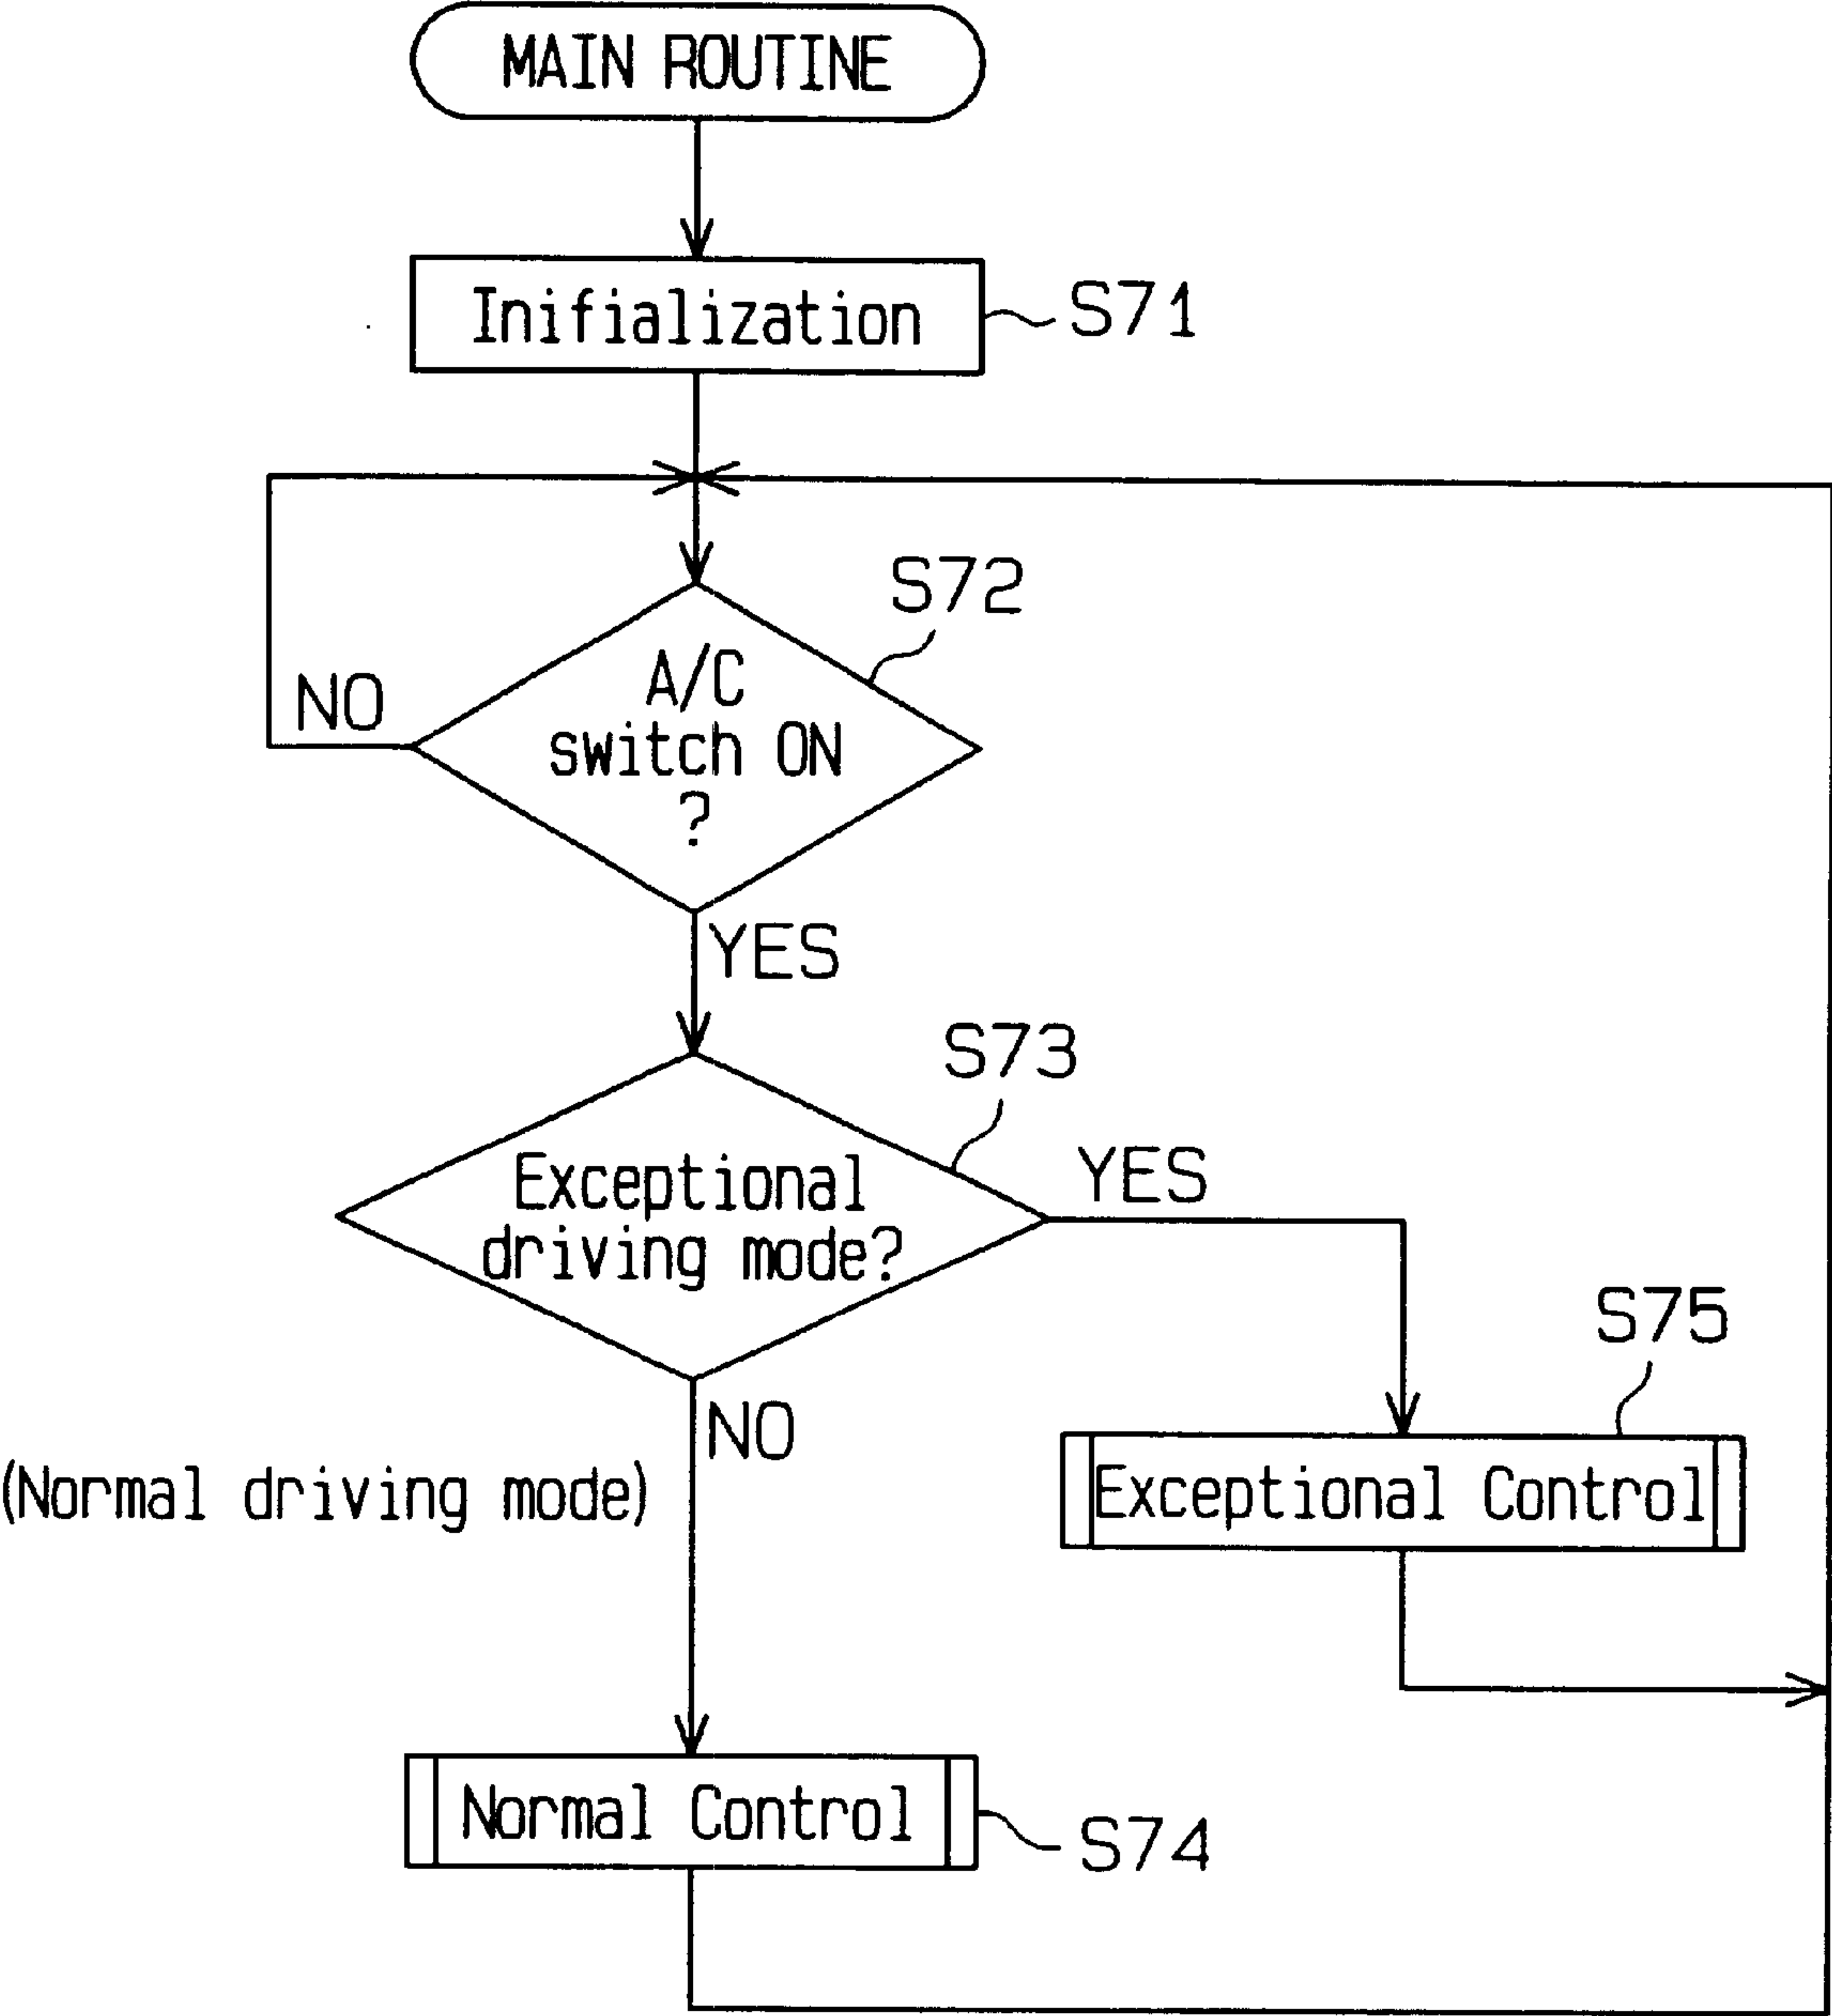 MAIN ROUTINE
Inifialization
S71
S72
A/C
switch ON
?
NO
YES
S73
Exceptional
driving mode?
YES
NO
(Normal driving mode)
S75
Exceptional Control
Normal Control
S74